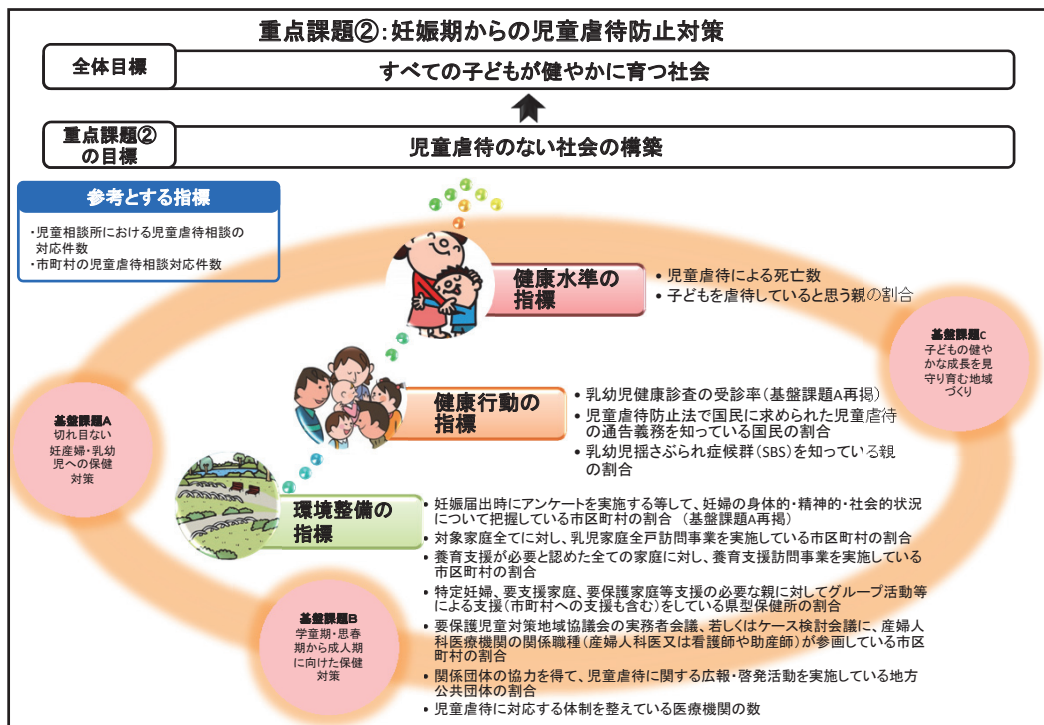 重点課題②:妊娠期からの児童虐待防止対策
全体目標
すべての子どもが健やかに育つ社会
重点課題②
の目標
児童虐待のない社会の構築
参考とする指標
・児童相談所における児童虐待相談の
対応件数
・市町村の児童虐待相談対応件数
健康水準の
指標
• 児童虐待による死亡数
• 子どもを虐待していると思う親の割合
基盤課題C
子どもの健や
かな成長を見
守り育む地域
づくり
基盤課題A
切れ目ない
妊産婦・乳幼
児への保健
対策
健康行動の
指標
• 乳幼児健康診査の受診率(基盤課題A再掲)
• 児童虐待防止法で国民に求められた児童虐待
の通告義務を知っている国民の割合
• 乳幼児揺さぶられ症候群(SBS)を知っている親
の割合
環境整備の
指標
• 妊娠届出時にアンケートを実施する等して、妊婦の身体的・精神的・社会的状況
について把握している市区町村の割合 (基盤課題A再掲)
• 対象家庭全てに対し、乳児家庭全戸訪問事業を実施している市区町村の割合
• 養育支援が必要と認めた全ての家庭に対し、養育支援訪問事業を実施している
市区町村の割合
• 特定妊婦、要支援家庭、要保護家庭等支援の必要な親に対してグループ活動等
による支援(市町村への支援も含む)をしている県型保健所の割合
• 要保護児童対策地域協議会の実務者会議、若しくはケース検討会議に、産婦人
科医療機関の関係職種(産婦人科医又は看護師や助産師)が参画している市区
町村の割合
• 関係団体の協力を得て、児童虐待に関する広報・啓発活動を実施している地方
公共団体の割合
• 児童虐待に対応する体制を整えている医療機関の数
基盤課題B
学童期・思春
期から成人期
に向けた保健
対策